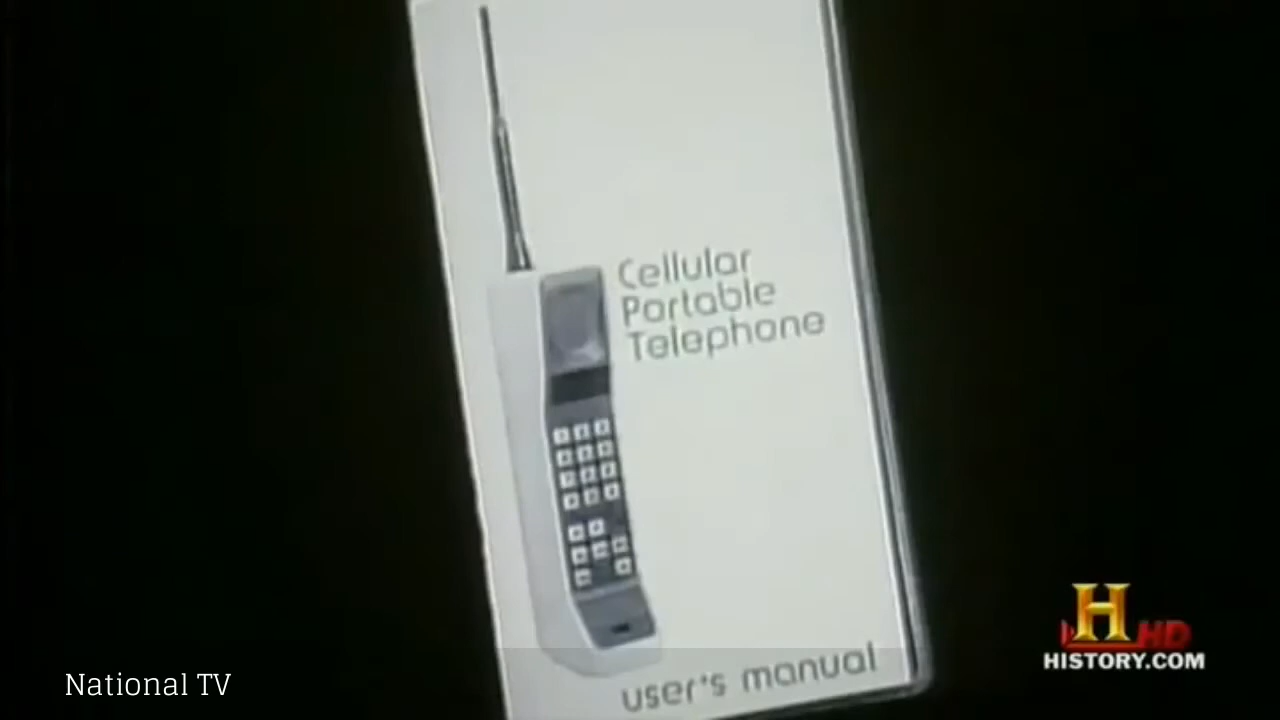 Cellular
Portable
Telephone
user's manual
H HD
HISTORY.COM
National TV